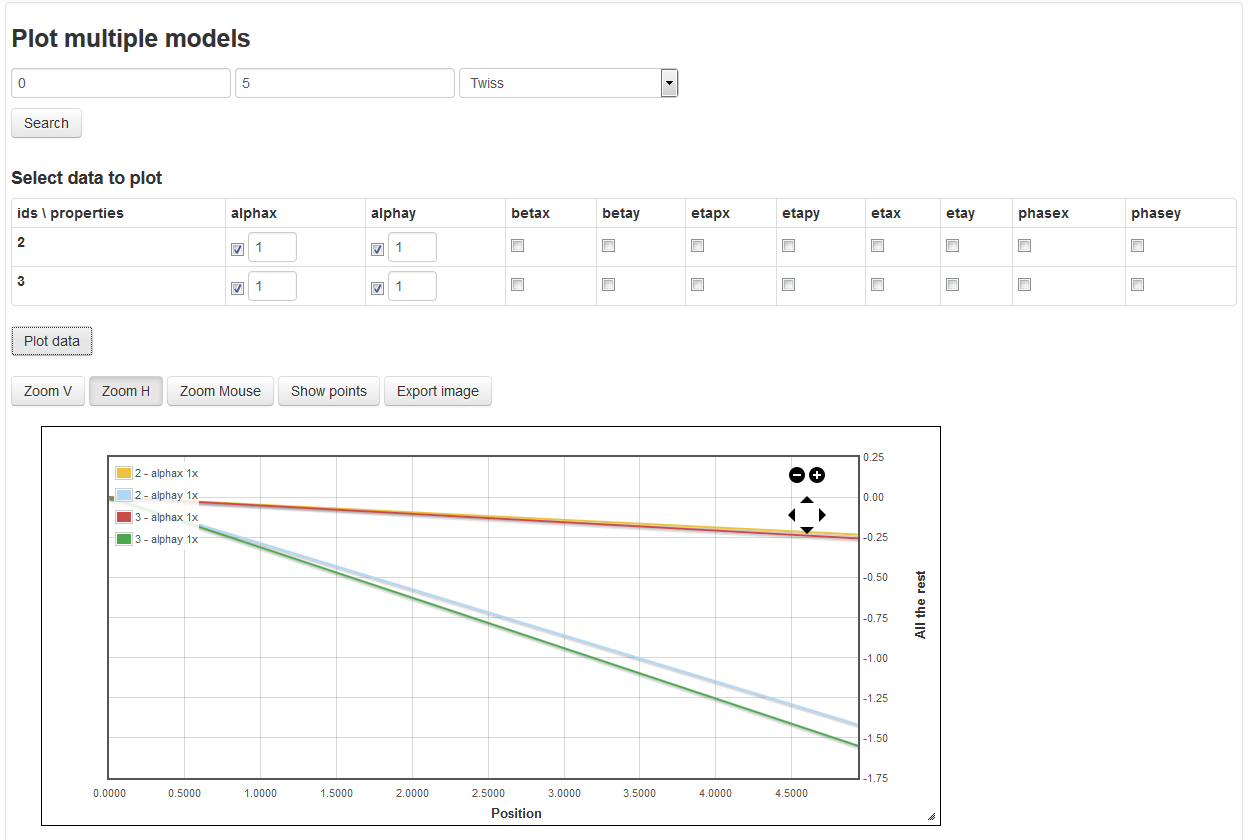 Plot multiple models
0 5 Twiss
Search
Select data to plot
ids \ properties alphax alphay betax betay etapx etapy etax etay phasex phasey
2 1 1
3 1 1
Plot data
Zoom V Zoom H Zoom Mouse Show points Export image
2 - alphax 1x
2 - alphay 1x
3 - alphax 1x
3 - alphay 1x
0.25
0.00
-0.25
-0.50
-0.75
-1.00
-1.25
-1.50
-1.75
All the rest
0.0000 0.5000 1.0000 1.5000 2.0000 2.5000 3.0000 3.5000 4.0000 4.5000
Position